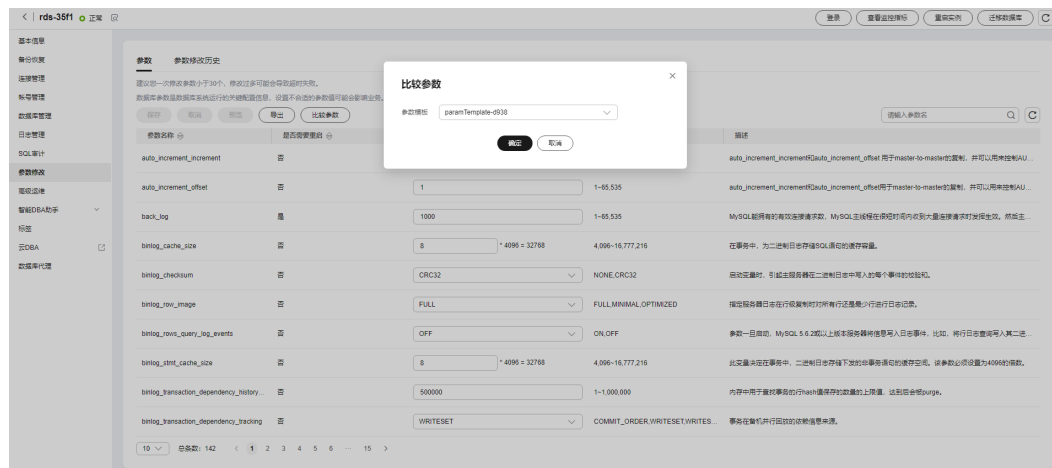 rds-35f1 正常
登录 查看监控指标 重启实例 迁移数据库
基本信息
备份恢复
连接管理
帐号管理
数据库管理
日志管理
SQL审计
参数修改
高级运维
智能DBA助手
标签
云DBA
数据库代理
参数 参数修改历史
建议您一次修改参数小于30个，修改过多可能会导致超时失败。
数据库参数是数据库系统运行的关键配置信息，设置不合适的参数值可能会影响业务。
保存 取消 预览 导出 比较参数
请输入参数名
比较参数
参数模板 paramTemplate-d938
确定 取消
参数名称 是否需要重启 描述
auto_increment_increment 否 auto_increment_increment和auto_increment_offset 用于master-to-master的复制，并可以用来控制AU...
auto_increment_offset 否 1 1~65,535 auto_increment_increment和auto_increment_offset用于master-to-master的复制，并可以用来控制AU...
back_log 是 1000 1~65,535 MySQL能拥有的有效连接请求数，MySQL主线程在很短时间内收到大量连接请求时发挥生效。然后主...
binlog_cache_size 否 8 * 4096 = 32768 4,096~16,777,216 在事务中，为二进制日志存储SQL语句的缓存容量。
binlog_checksum 否 CRC32 NONE,CRC32 启动变量时，引起主服务器在二进制日志中写入的每个事件的校验和。
binlog_row_image 否 FULL FULL,MINIMAL,OPTIMIZED 指定服务器日志在行级复制时对所有行还是最少行进行日志记录。
binlog_rows_query_log_events 否 OFF ON,OFF 参数一旦启动，MySQL 5.6.2或以上版本服务器将信息写入日志事件，比如，将行日志查询写入其二进...
binlog_stmt_cache_size 否 8 * 4096 = 32768 4,096~16,777,216 此变量决定在事务中，二进制日志存储下发的非事务语句的缓存空间。该参数必须设置为4096的倍数。
binlog_transaction_dependency_history... 否 500000 1~1,000,000 内存中用于查找事务的行hash值保存的数量的上限值，达到后会被purge。
binlog_transaction_dependency_tracking 否 WRITESET COMMIT_ORDER,WRITESET,WRITES... 事务在备机并行回放的依赖信息来源。
10 总条数：142 < 1 2 3 4 5 6 ... 15 >